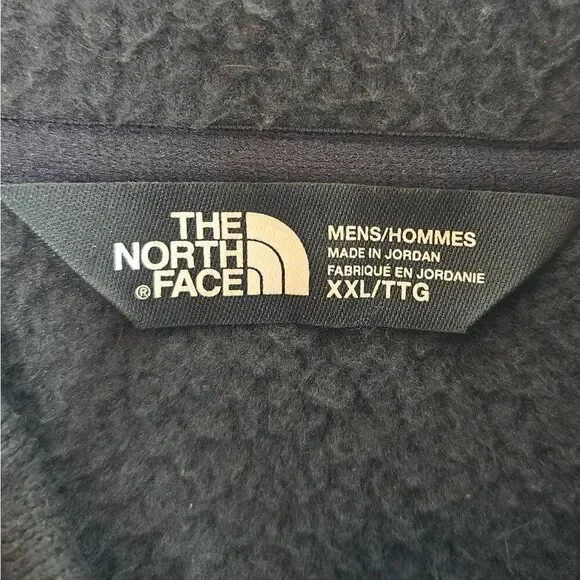 THE
NORTH
® FACE
MENS/HOMMES
MADE IN JORDAN
FABRIQUÉ EN JORDANIE
XXL/TTG